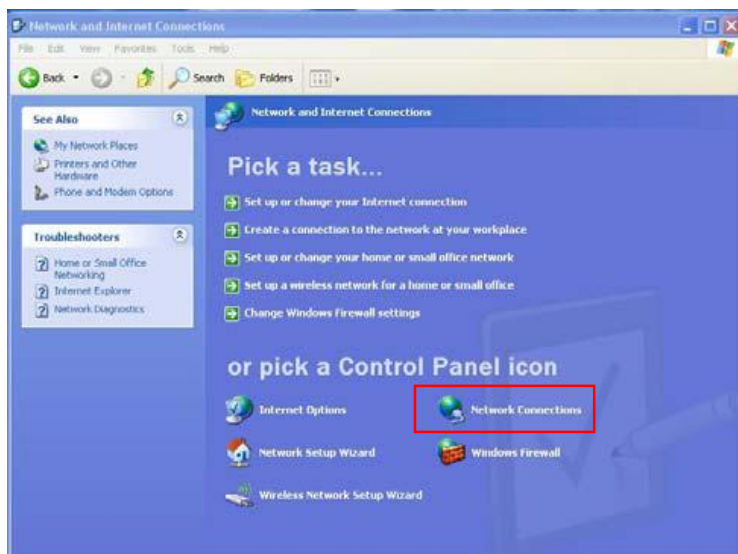 Network and Internet Connections
File Edit View Favorites Tools Help
Back Search Folders
See Also
My Network Places
Printers and Other
Hardware
Phone and Modem Options
Troubleshooters
Home or Small Office
Networking
Internet Explorer
Network Diagnostics
Network and Internet Connections
Pick a task...
Set up or change your Internet connection
Create a connection to the network at your workplace
Set up or change your home or small office network
Set up a wireless network for a home or small office
Change Windows Firewall settings
or pick a Control Panel icon
Internet Options
Network Connections
Network Setup Wizard
Windows Firewall
Wireless Network Setup Wizard